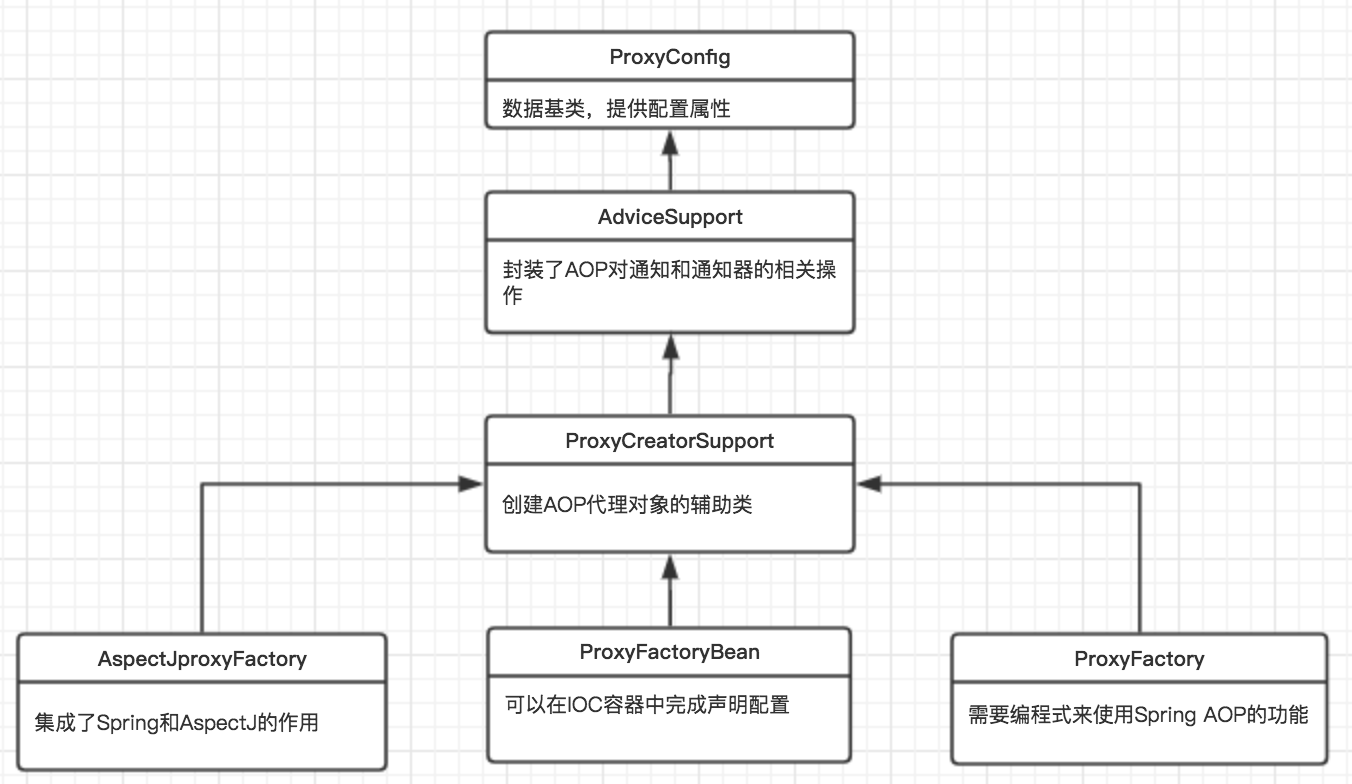 ProxyConfig
数据基类，提供配置属性
AdviceSupport
封装了AOP对通知和通知器的相关操
作
ProxyCreatorSupport
创建AOP代理对象的辅助类
AspectJproxyFactory
集成了Spring和AspectJ的作用
ProxyFactoryBean
可以在IOC容器中完成声明配置
ProxyFactory
需要编程式来使用Spring AOP的功能